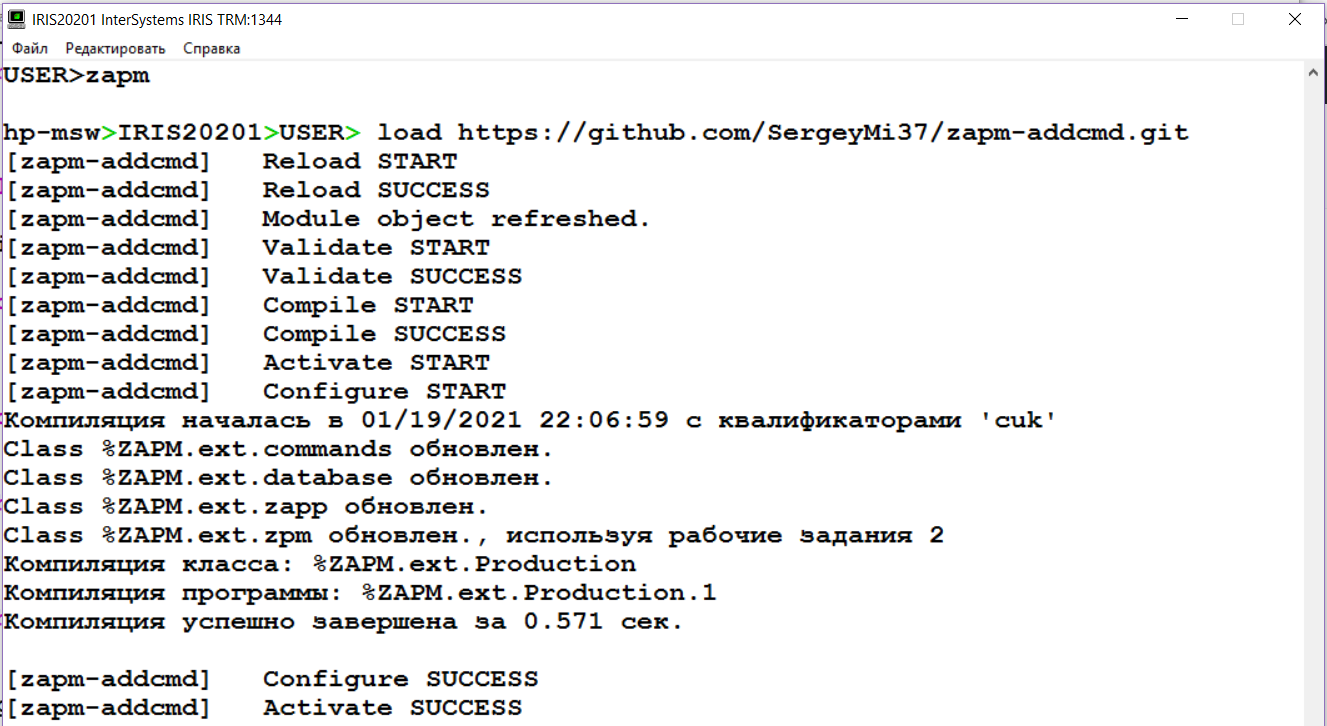 IRIS20201 InterSystems IRIS TRM:1344
Файл Редактировать Справка
USER>zapm
hp-msw>IRIS20201>USER> load https://github.com/SergeyMi37/zapm-addcmd.git
[zapm-addcmd] Reload START
[zapm-addcmd] Reload SUCCESS
[zapm-addcmd] Module object refreshed.
[zapm-addcmd] Validate START
[zapm-addcmd] Validate SUCCESS
[zapm-addcmd] Compile START
[zapm-addcmd] Compile SUCCESS
[zapm-addcmd] Activate START
[zapm-addcmd] Configure START
Компиляция началась в 01/19/2021 22:06:59 с квалификаторами 'cuk'
Class %ZAPM.ext.commands обновлен.
Class %ZAPM.ext.database обновлен.
Class %ZAPM.ext.zapp обновлен.
Class %ZAPM.ext.zpm обновлен., используя рабочие задания 2
Компиляция класса: %ZAPM.ext.Production
Компиляция программы: %ZAPM.ext.Production.1
Компиляция успешно завершена за 0.571 сек.
[zapm-addcmd] Configure SUCCESS
[zapm-addcmd] Activate SUCCESS